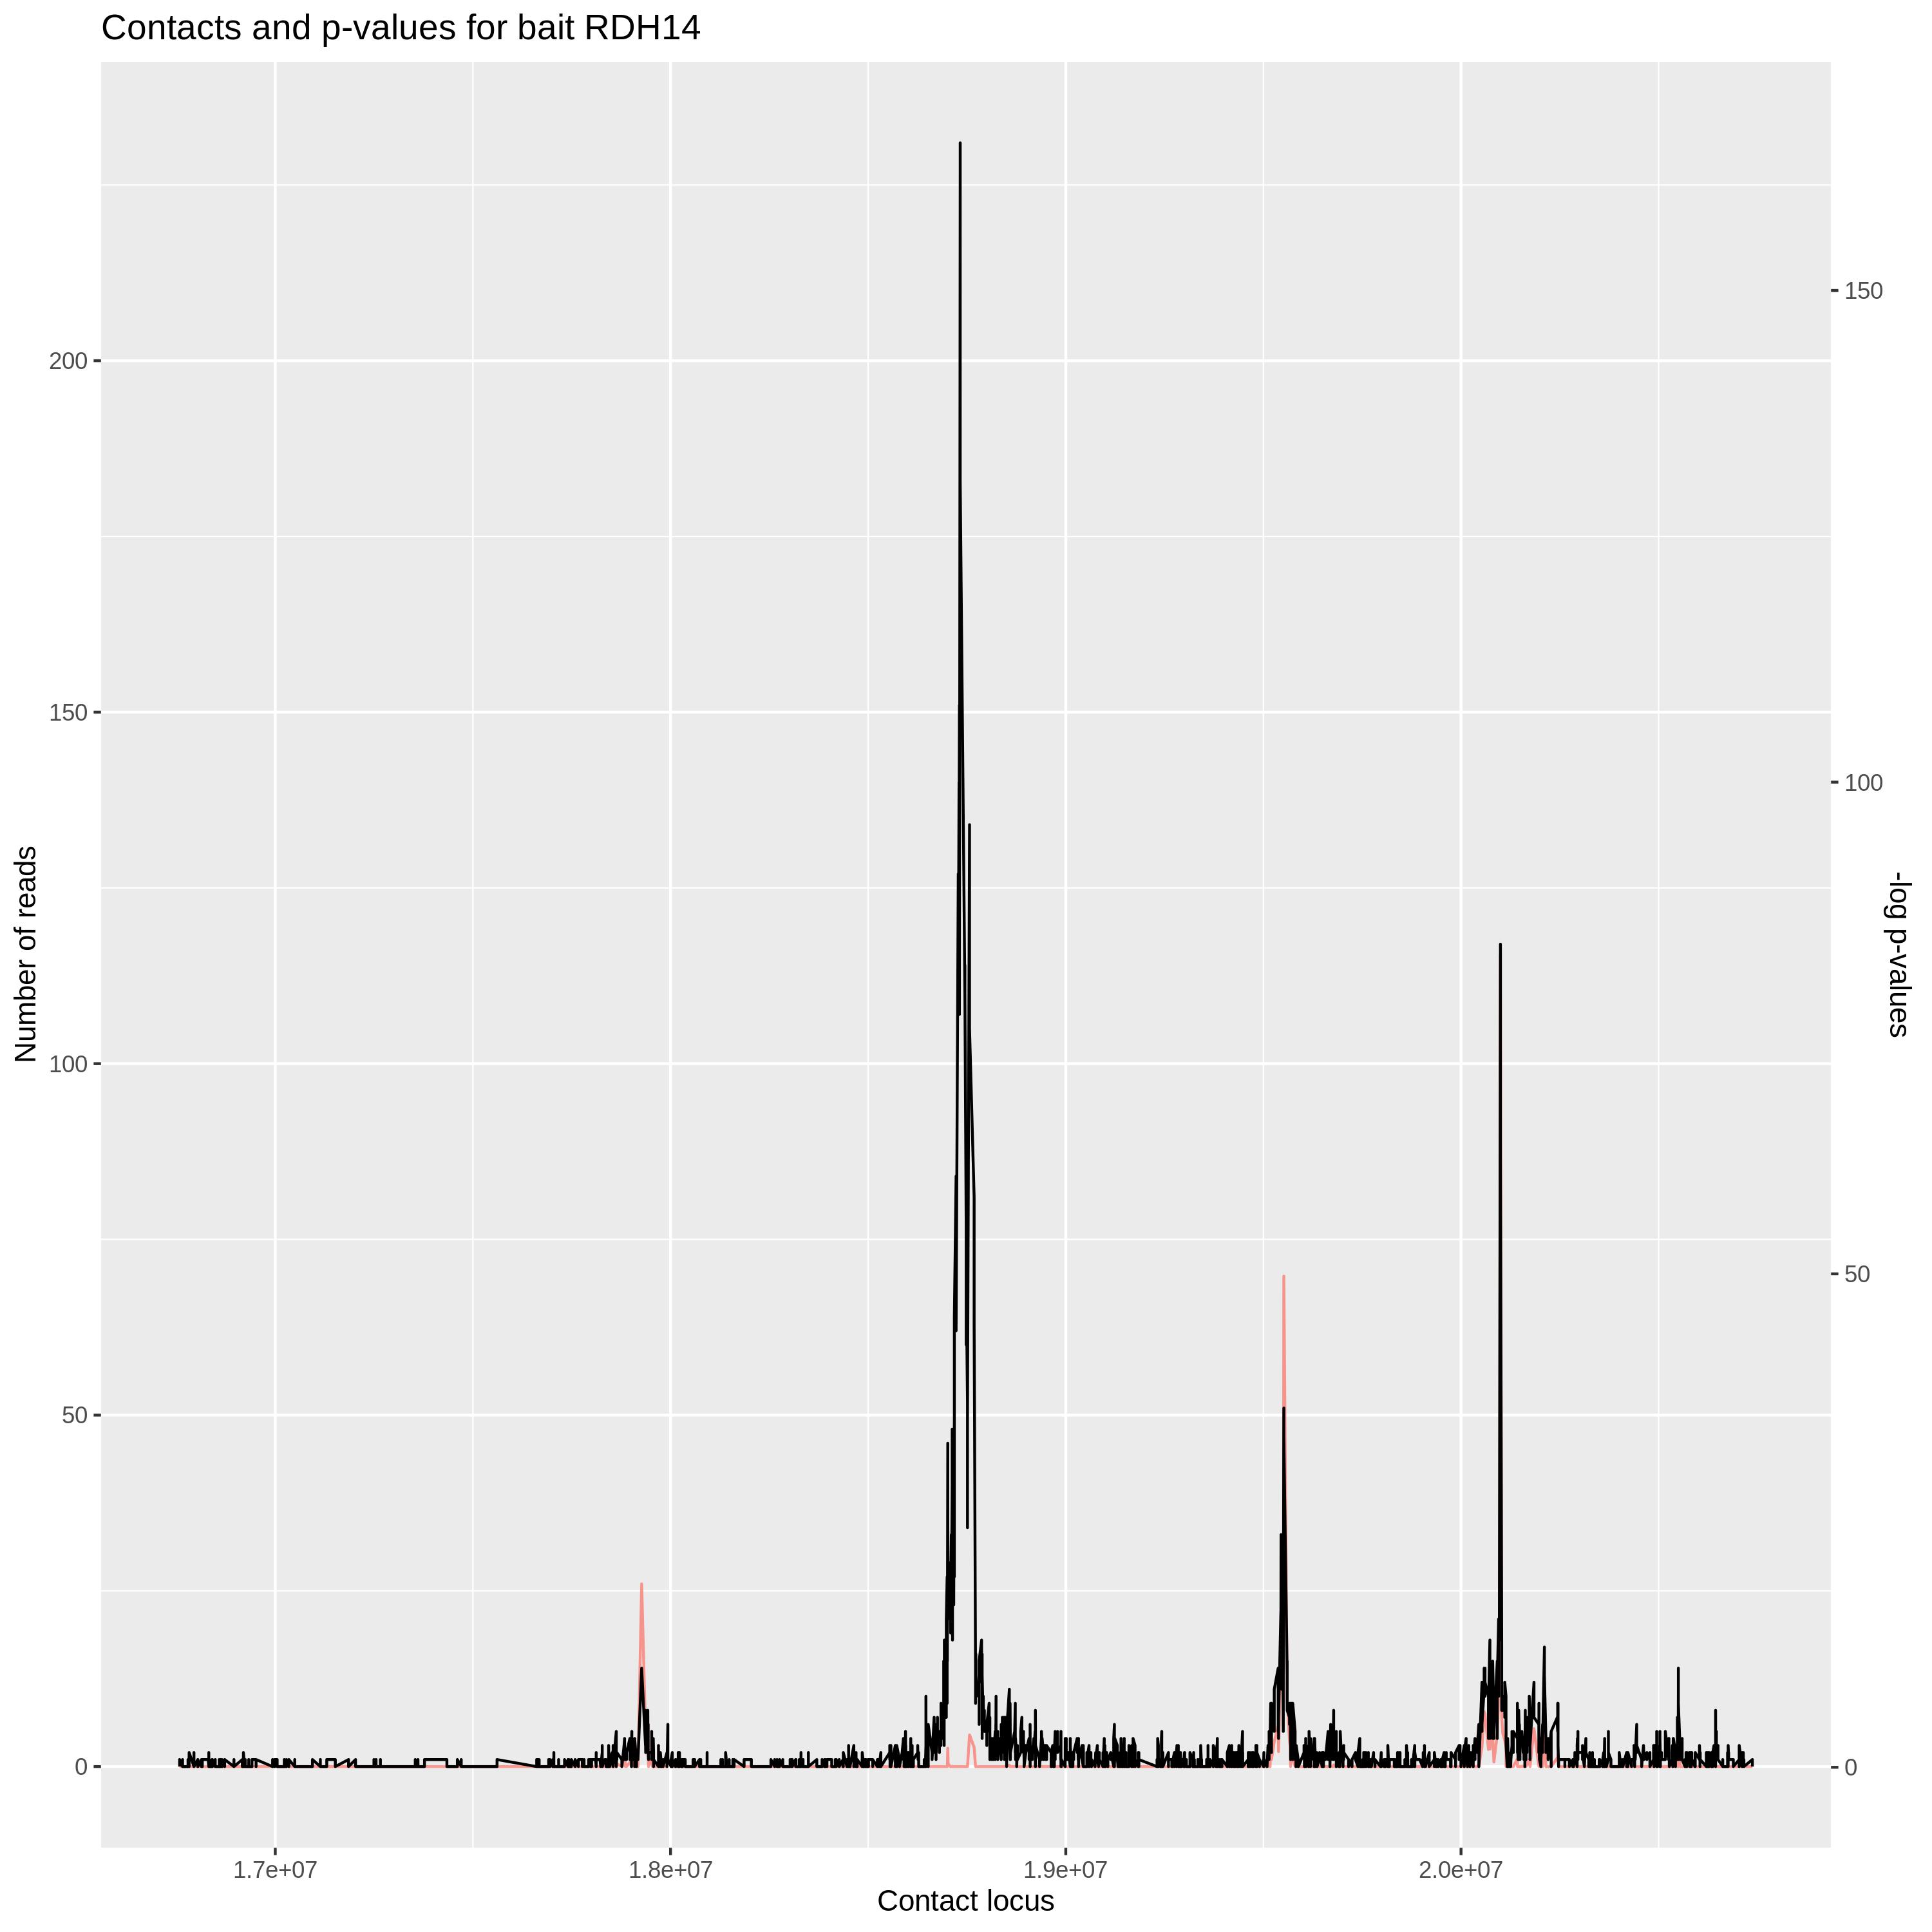 Contacts and p-values for bait RDH14
Number of reads
200
150
100
50
0
150
100
50
0
-log p-values
1.7e+07
1.8e+07
1.9e+07
2.0e+07
Contact locus